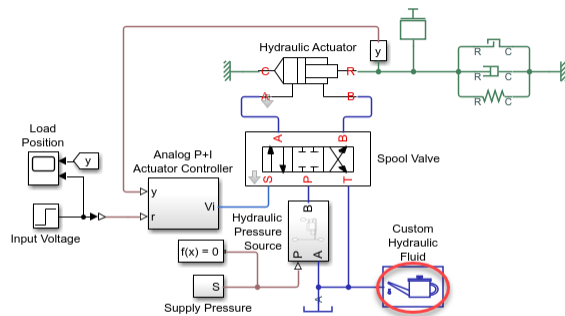 Hydraulic Actuator
y
C
R
A
B
R
C
R
C
R
C
Load
Position
y
Analog P+I
Actuator Controller
A
B
Spool Valve
S
P
T
y
r
Vi
Input Voltage
Hydraulic
Pressure
Source
B
P
A
Custom
Hydraulic
Fluid
f(x) = 0
S
Supply Pressure
A